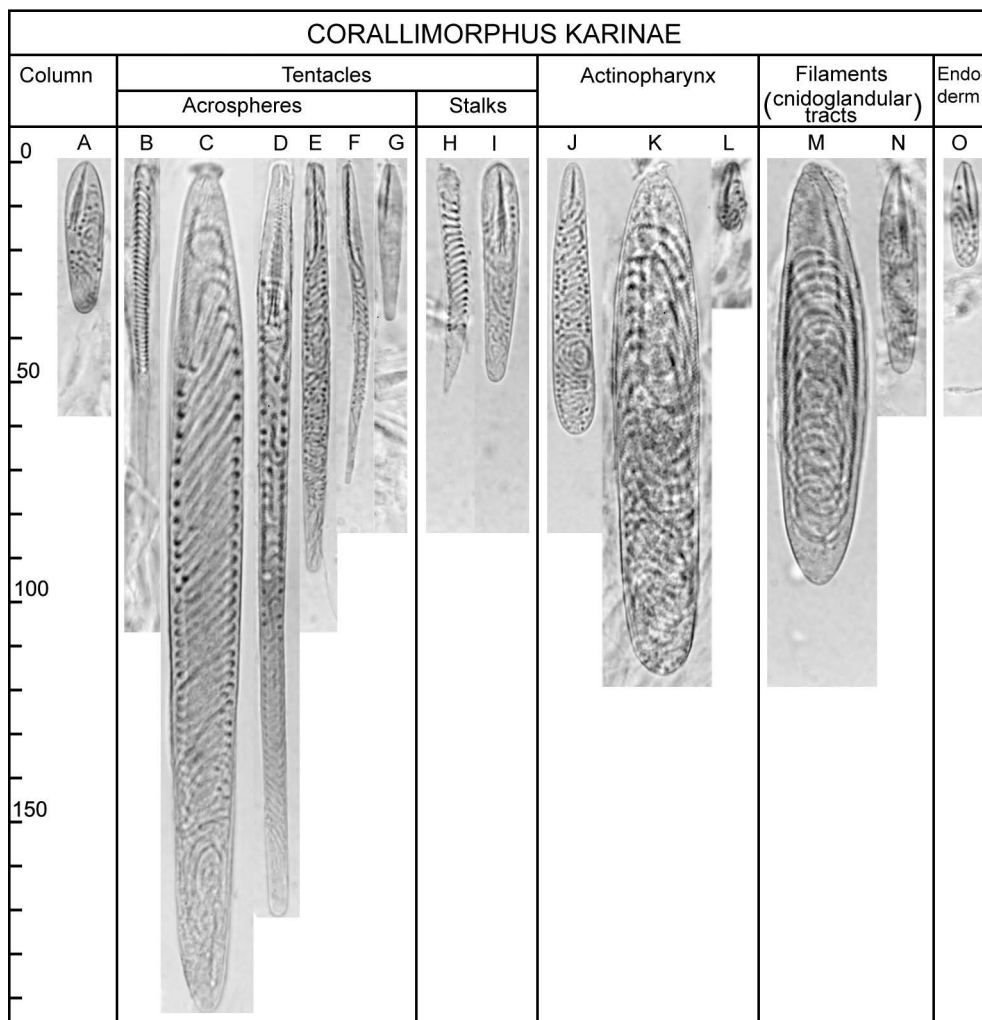 CORALLIMORPHUS KARINAE
Column
Tentacles
Actinopharynx
Filaments
(cnidoglandular)
tracts
Endo-
derm
Acrospheres
Stalks
A B C D E F G H I J K L M N O
0
50
100
150